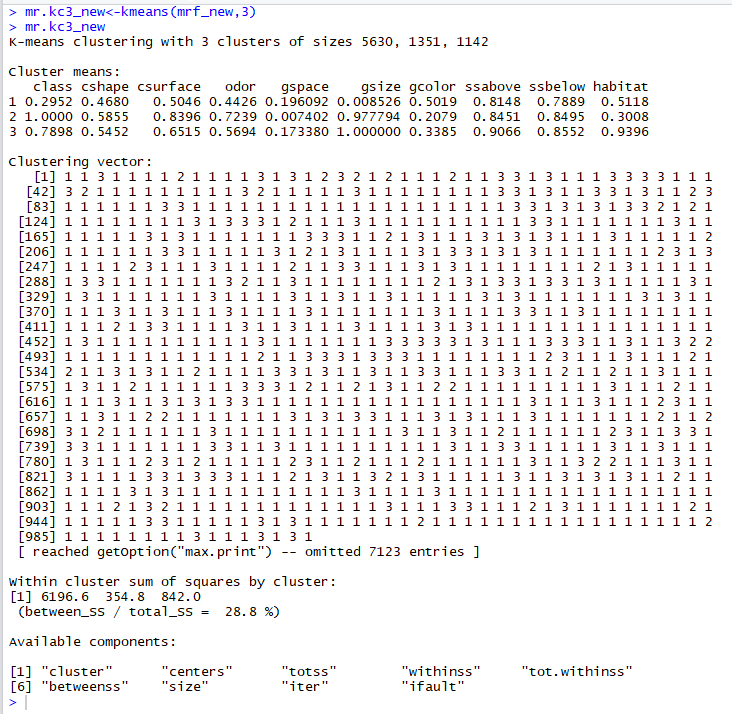 > mr.kc3_new<-kmeans(mrf_new,3)
> mr.kc3_new
K-means clustering with 3 clusters of sizes 5630, 1351, 1142
Cluster means:
class cshape csurface odor gspace gsize gcolor ssabove ssbelow habitat
1 0.2952 0.4680 0.5046 0.4426 0.196092 0.008526 0.5019 0.8148 0.7889 0.5118
2 1.0000 0.5855 0.8396 0.7239 0.007402 0.977794 0.2079 0.8451 0.8495 0.3008
3 0.7898 0.5452 0.6515 0.5694 0.173380 1.000000 0.3385 0.9066 0.8552 0.9396
Clustering vector:
[1] 1 1 3 1 1 1 1 2 1 1 1 1 3 1 3 1 2 3 2 1 2 1 1 1 2 1 1 3 3 1 3 1 1 1 3 3 3 3 1 1 1
[42] 3 2 1 1 1 1 1 1 1 1 1 3 2 1 1 1 1 1 3 1 1 1 1 1 1 1 1 3 3 1 3 1 1 3 3 1 3 1 1 2 3
[83] 1 1 1 1 1 1 3 3 1 1 1 1 1 1 1 1 1 1 1 1 1 1 1 1 1 1 1 1 3 3 1 3 1 3 1 3 3 2 1 2 1
[124] 1 1 1 1 1 1 1 1 3 1 3 3 3 1 2 1 1 1 3 1 1 1 1 1 1 1 1 1 1 3 3 1 1 1 1 1 1 1 3 1 1
[165] 1 1 1 1 1 3 1 3 1 1 1 1 1 1 1 3 3 3 1 1 2 1 3 1 1 1 3 1 3 1 3 1 1 1 3 1 1 1 1 1 2
[206] 1 1 1 1 1 1 3 3 1 1 1 1 1 3 1 2 1 3 1 1 1 1 3 1 3 3 1 3 1 1 1 1 1 1 1 1 2 3 1 3
[247] 1 1 1 1 2 3 1 1 1 3 1 1 1 1 2 1 1 3 3 1 1 1 3 1 3 1 1 1 1 1 1 1 1 2 1 3 1 1 1 1 1
[288] 1 3 3 1 1 1 1 1 1 1 3 2 1 1 3 1 1 1 1 1 1 1 1 2 1 3 1 3 3 1 3 3 1 3 1 1 1 1 1 3 1
[329] 1 3 1 1 1 1 1 1 1 3 1 1 1 1 3 1 1 3 1 1 3 1 1 1 1 1 3 1 3 1 1 1 1 1 1 1 3 1 3 1 1
[370] 1 1 1 3 1 1 3 1 1 1 3 1 1 1 1 3 1 1 1 1 1 1 3 1 1 1 1 3 3 1 1 3 1 1 1 1 1 1 1 1
[411] 1 1 1 2 1 3 3 1 1 1 1 3 1 1 3 1 1 1 3 1 1 1 1 3 1 3 1 1 1 1 1 1 1 1 1 1 1 1 1 1 1
[452] 1 3 1 1 1 1 1 1 1 1 1 1 3 1 1 1 1 1 1 1 3 3 3 3 3 1 3 1 1 1 3 3 3 1 1 3 1 1 3 2 2
[493] 1 1 1 1 1 1 1 1 1 1 1 1 2 1 1 3 3 3 1 3 3 3 1 1 1 1 1 1 1 1 2 3 1 1 1 3 1 1 1 2 1
[534] 2 1 1 3 1 3 1 1 2 1 1 1 1 3 3 1 3 1 1 3 1 1 3 3 1 1 1 3 3 1 1 2 1 1 2 1 1 3 1 1 1
[575] 1 3 1 1 2 1 1 1 1 1 1 3 3 3 1 2 1 1 2 1 3 1 1 2 2 1 1 1 1 1 1 1 1 3 1 1 1 2 1 1
[616] 1 1 1 3 1 1 3 1 3 1 3 3 1 1 1 1 1 1 1 1 1 1 1 1 1 1 1 1 1 3 1 1 1 3 1 1 1 2 3 1 1
[657] 1 1 3 1 1 2 2 1 1 1 1 1 1 1 3 1 3 1 3 3 1 1 1 3 1 3 1 1 1 3 1 1 1 1 1 1 1 2 1 1 2
[698] 3 1 2 1 1 1 1 1 1 3 1 1 1 1 1 1 1 1 1 1 1 3 1 1 3 1 1 2 1 1 1 1 1 1 2 3 1 1 3 3 1
[739] 3 3 1 1 1 1 1 1 1 3 3 1 1 3 1 1 1 1 1 1 1 1 1 1 3 1 1 3 3 1 1 1 1 1 3 1 1 3 1 1 1
[780] 1 3 1 1 1 2 3 1 2 1 1 1 1 1 2 3 1 1 2 1 1 1 2 1 1 1 1 1 1 3 1 1 3 2 2 1 1 1 3 1 1
[821] 3 1 1 1 1 3 3 1 3 3 3 1 1 1 2 1 3 1 1 3 2 1 3 1 1 1 1 1 3 1 1 3 1 3 1 3 1 1 2 1 1
[862] 1 1 1 1 3 1 3 1 1 1 1 1 1 1 1 1 1 1 3 1 1 1 1 3 1 1 1 1 1 1 1 1 1 1 1 1 1 1 1 1 1
[903] 1 1 1 2 1 3 2 1 1 1 1 1 1 1 1 1 1 1 1 1 3 1 1 1 3 3 1 1 1 2 1 3 1 1 1 1 1 1 1 2 1
[944] 1 1 1 1 1 3 3 1 1 1 1 1 3 1 3 1 1 1 1 1 1 1 2 1 1 1 1 1 1 1 1 1 1 1 1 1 1 1 1 1 2
[985] 1 1 1 1 1 1 1 1 3 1 1 1 3 1 3 1
[ reached getOption("max.print") -- omitted 7123 entries ]
Within cluster sum of squares by cluster:
[1] 6196.6 354.8 842.0
(between_SS / total_SS = 28.8 %)
Available components:
[1] "cluster" "centers" "totss" "withinss" "tot.withinss"
[6] "betweenss" "size" "iter" "ifault"
>